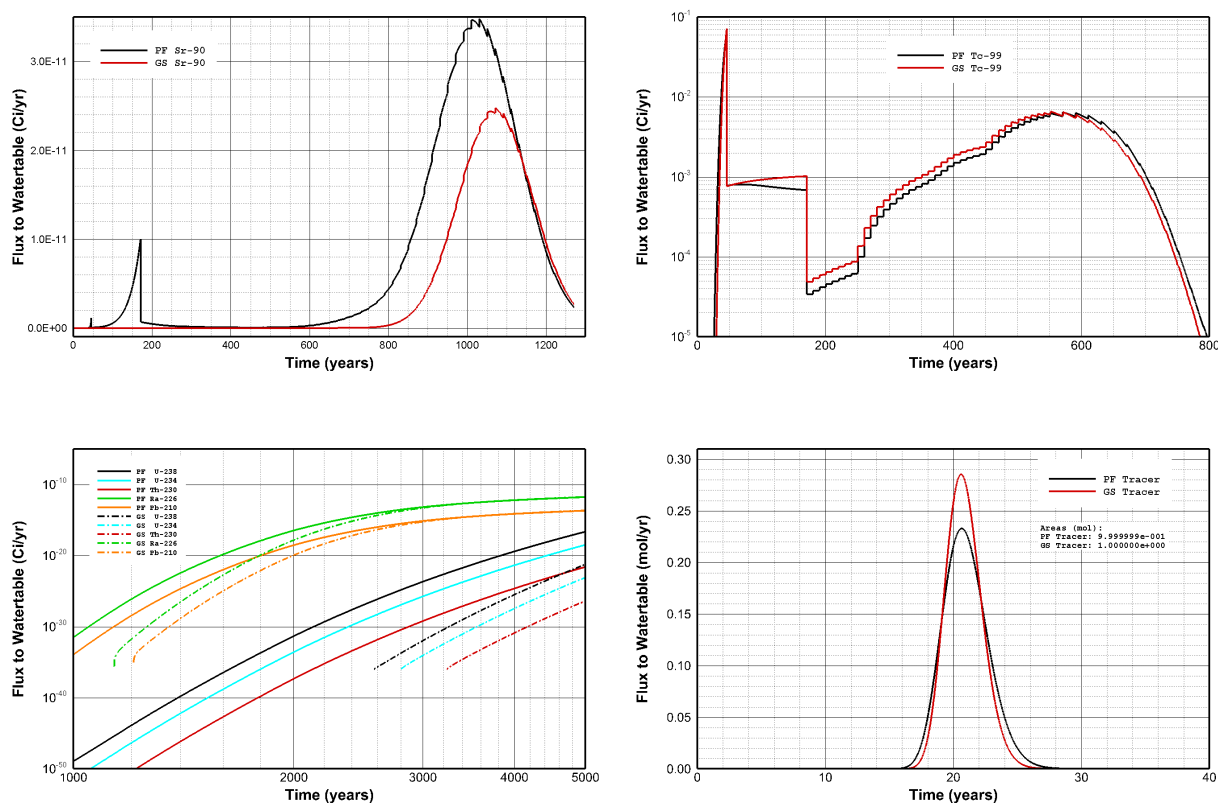 PF Sr-90
GS Sr-90
3.0E-11
2.0E-11
1.0E-11
0.0E+00
Flux to Watertable (Ci/yr)
0 200 400 600 800 1000 1200
Time (years)
PF Tc-99
GS Tc-99
10-1
10-2
10-3
10-4
10-5
Flux to Watertable (Ci/yr)
0 200 400 600 800
Time (years)
PF U-238
PF U-234
PF Th-230
PF Ra-226
PF Pb-210
GS U-238
GS U-234
GS Th-230
GS Ra-226
GS Pb-210
10-10
10-20
10-30
10-40
10-50
Flux to Watertable (Ci/yr)
1000 2000 3000 4000 5000
Time (years)
PF Tracer
GS Tracer
Areas (mol):
PF Tracer: 9.999999e-001
GS Tracer: 1.000000e+000
0.30
0.25
0.20
0.15
0.10
0.05
0.00
Flux to Watertable (mol/yr)
0 10 20 30 40
Time (years)